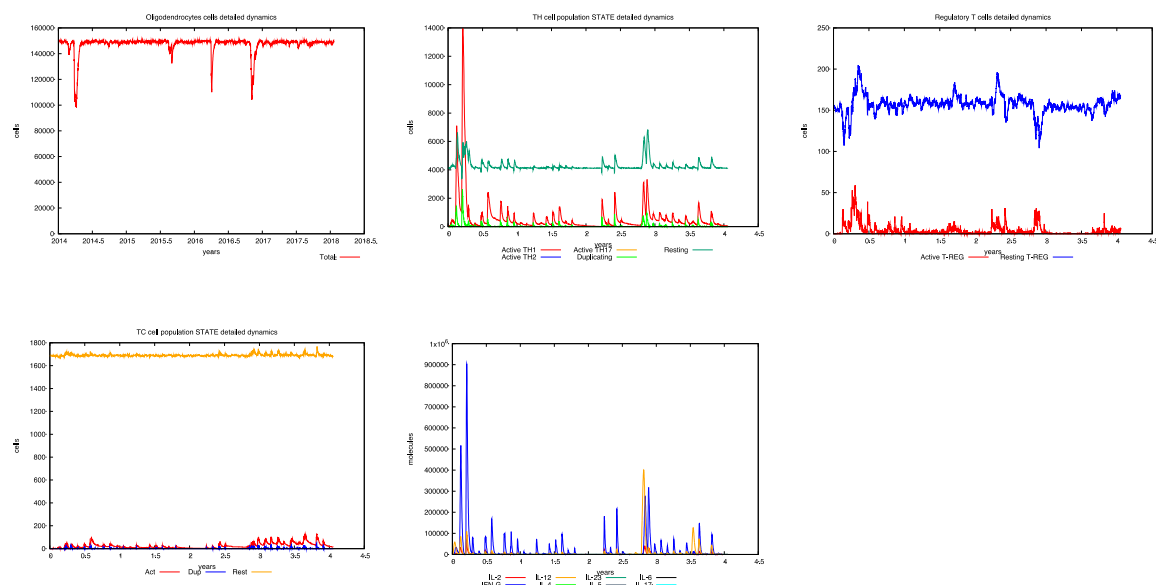 Oligodendrocytes cells detailed dynamics
160000
140000
120000
100000
80000
60000
40000
20000
0
cells
2014 2014.5 2015 2015.5 2016 2016.5 2017 2017.5 2018 2018.5
years
Total
TH cell population STATE detailed dynamics
14000
12000
10000
8000
6000
4000
2000
0
cells
0 0.5 1 1.5 2 2.5 3 3.5 4 4.5
years
Active TH1 Active TH17 Resting
Active TH2 Duplicating
Regulatory T cells detailed dynamics
250
200
150
100
50
0
cells
0 0.5 1 1.5 2 2.5 3 3.5 4 4.5
years
Active T-REG Resting T-REG
TC cell population STATE detailed dynamics
1800
1600
1400
1200
1000
800
600
400
200
0
cells
0 0.5 1 1.5 2 2.5 3 3.5 4 4.5
years
Act Dup Rest
1x10^6
900000
800000
700000
600000
500000
400000
300000
200000
100000
0
molecules
0 0.5 1 1.5 2 2.5 3 3.5 4 4.5
years
IL-2 IL-12 IL-23 IL-6
IFN-G IL-4 IL-5 IL-17